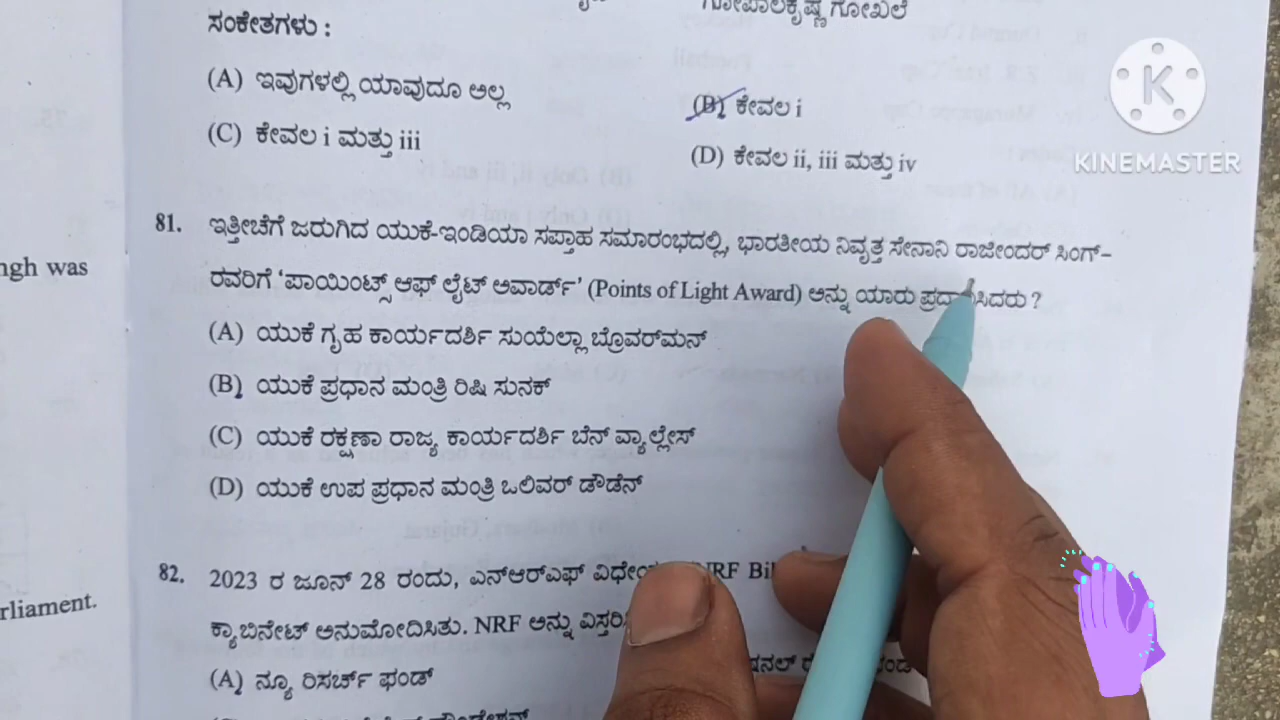 ಗೋಪಾಲಕೃಷ್ಣ ಗೋಖಲೆ
ಸಂಕೇತಗಳು :
(A) ಇವುಗಳಲ್ಲಿ ಯಾವುದೂ ಅಲ್ಲ
(B) ಕೇವಲ i
(C) ಕೇವಲ i ಮತ್ತು iii
(D) ಕೇವಲ ii, iii ಮತ್ತು iv
K
KINEMASTER
81. ಇತ್ತೀಚೆಗೆ ಜರುಗಿದ ಯುಕೆ-ಇಂಡಿಯಾ ಸಪ್ತಾಹ ಸಮಾರಂಭದಲ್ಲಿ, ಭಾರತೀಯ ನಿವೃತ್ತ ಸೇನಾನಿ ರಾಜೀಂದರ್ ಸಿಂಗ್-
ರವರಿಗೆ 'ಪಾಯಿಂಟ್ಸ್ ಆಫ್ ಲೈಟ್ ಅವಾರ್ಡ್' (Points of Light Award) ಅನ್ನು ಯಾರು ಪ್ರದಾನಿಸಿದರು ?
(A) ಯುಕೆ ಗೃಹ ಕಾರ್ಯದರ್ಶಿ ಸುಯೆಲ್ಲಾ ಬ್ರೊವರ್‌ಮನ್
(B) ಯುಕೆ ಪ್ರಧಾನ ಮಂತ್ರಿ ರಿಷಿ ಸುನಕ್
(C) ಯುಕೆ ರಕ್ಷಣಾ ರಾಜ್ಯ ಕಾರ್ಯದರ್ಶಿ ಬೆನ್ ವ್ಯಾಲ್ಲೇಸ್
(D) ಯುಕೆ ಉಪ ಪ್ರಧಾನ ಮಂತ್ರಿ ಒಲಿವರ್ ಡೌಡೆನ್
82. 2023 ರ ಜೂನ್ 28 ರಂದು, ಎನ್‌ಆರ್‌ಎಫ್ ವಿಧೇಯ
ಕ್ಯಾಬಿನೇಟ್ ಅನುಮೋದಿಸಿತು. NRF ಅನ್ನು
(A) ನ್ಯೂ ರಿಸರ್ಚ್ ಫಂಡ್
ngh was
rliament.